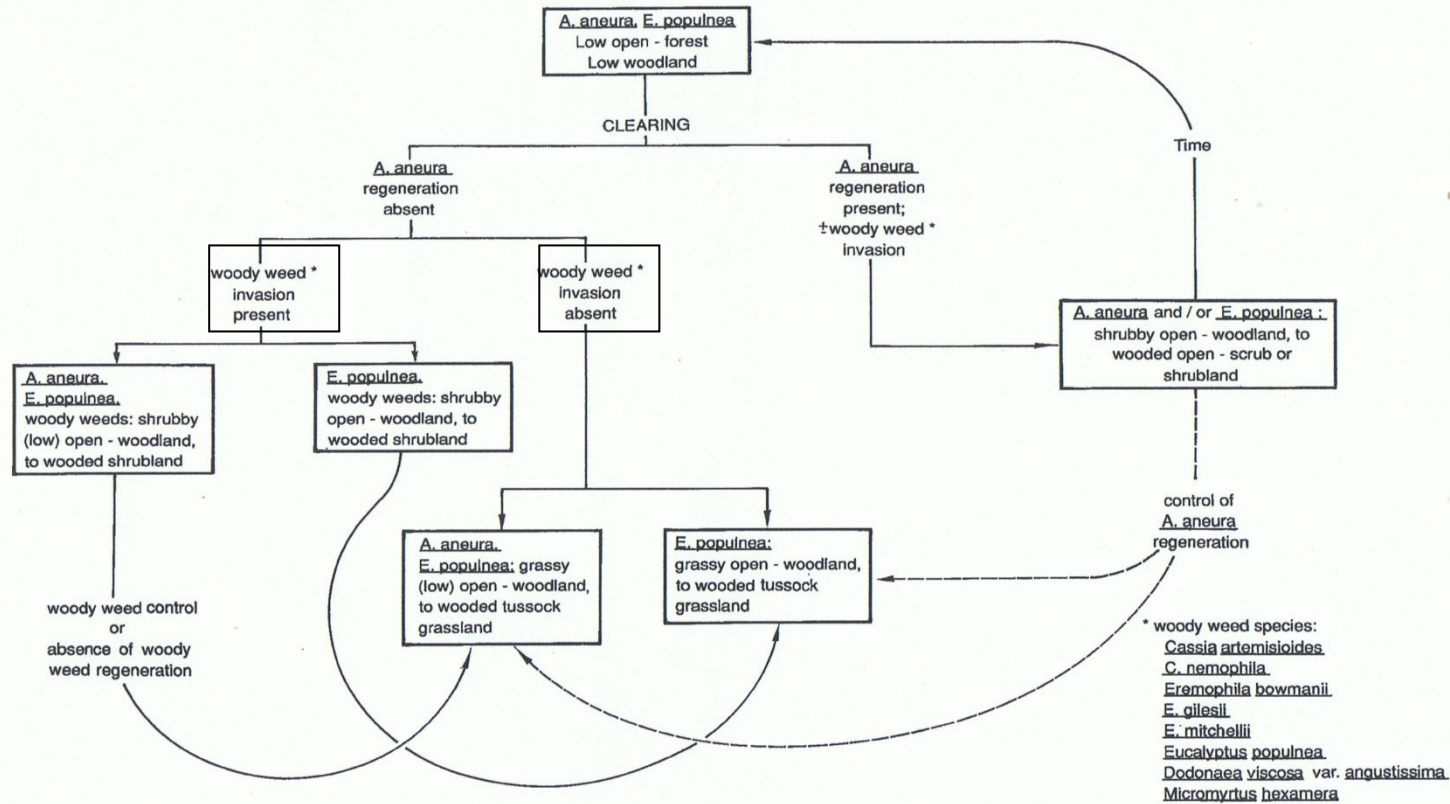 A. aneura, E. populnea
Low open - forest
Low woodland
CLEARING
A. aneura
regeneration
absent
A. aneura
regeneration
present;
±woody weed *
invasion
Time
woody weed *
invasion
present
woody weed *
invasion
absent
A. aneura and / or E. populnea :
shrubby open - woodland, to
wooded open - scrub or
shrubland
A. aneura,
E. populnea,
woody weeds: shrubby
(low) open - woodland,
to wooded shrubland
E. populnea,
woody weeds: shrubby
open - woodland, to
wooded shrubland
control of
A. aneura
regeneration
A. aneura,
E. populnea: grassy
(low) open - woodland,
to wooded tussock
grassland
E. populnea:
grassy open - woodland,
to wooded tussock
grassland
woody weed control
or
absence of woody
weed regeneration
* woody weed species:
Cassia artemisioides
C. nemophila
Eremophila bowmanii
E. gilesii
E. mitchellii
Eucalyptus populnea
Dodonaea viscosa var. angustissima
Micromyrtus hexamera